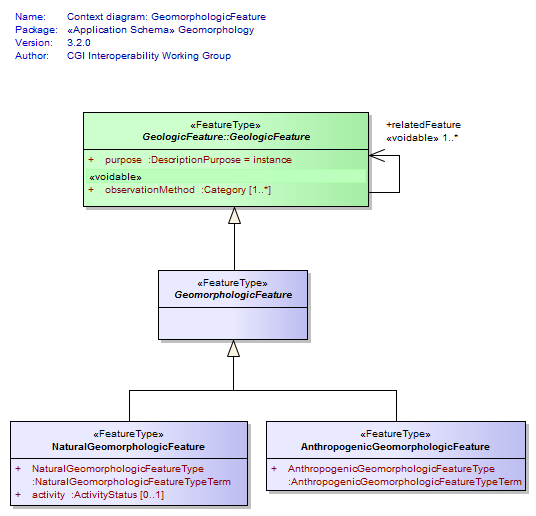 Name: Context diagram: GeomorphologicFeature
Package: «Application Schema» Geomorphology
Version: 3.2.0
Author: CGI Interoperability Working Group
«FeatureType»
GeologicFeature::GeologicFeature
+ purpose :DescriptionPurpose = instance
«voidable»
+ observationMethod :Category [1..*]
+relatedFeature
«voidable» 1..*
«FeatureType»
GeomorphologicFeature
«FeatureType»
NaturalGeomorphologicFeature
+ NaturalGeomorphologicFeatureType
:NaturalGeomorphologicFeatureTypeTerm
+ activity :ActivityStatus [0..1]
«FeatureType»
AnthropogenicGeomorphologicFeature
+ AnthropogenicGeomorphologicFeatureType
:AnthropogenicGeomorphologicFeatureTypeTerm